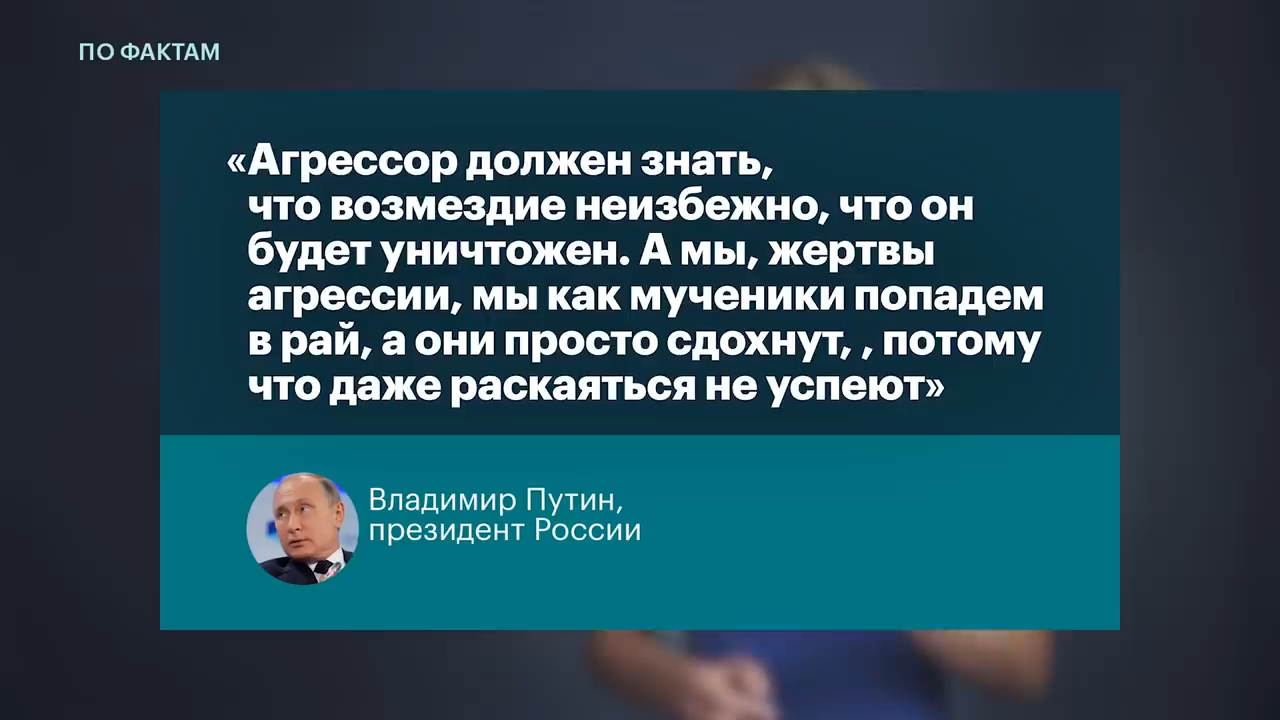 ПО ФАКТАМ
«Агрессор должен знать,
что возмездие неизбежно, что он
будет уничтожен. А мы, жертвы
агрессии, мы как мученики попадем
в рай, а они просто сдохнут, , потому
что даже раскаяться не успеют»
Владимир Путин,
президент России